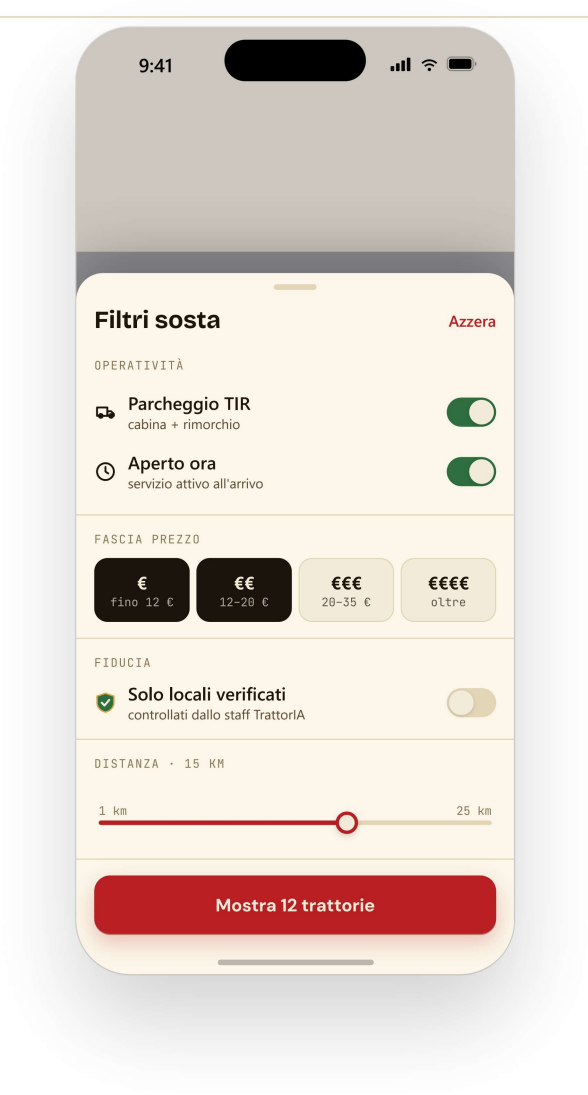 9:41
Filtri sosta
Azzera
OPERATIVITÀ
Parcheggio TIR
cabina + rimorchio
Aperto ora
servizio attivo all'arrivo
FASCIA PREZZO
€
fino 12 €
€€
12–20 €
€€€
20–35 €
€€€€
oltre
FIDUCIA
Solo locali verificati
controllati dallo staff TrattorIA
DISTANZA · 15 KM
1 km
25 km
Mostra 12 trattorie